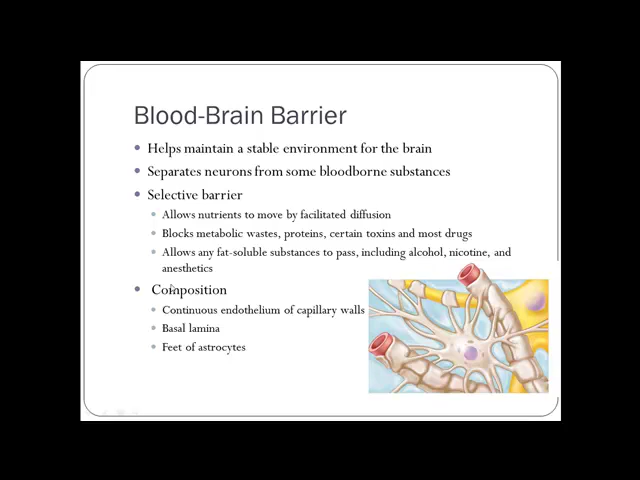 Blood-Brain Barrier
Helps maintain a stable environment for the brain
Separates neurons from some bloodborne substances
Selective barrier
Allows nutrients to move by facilitated diffusion
Blocks metabolic wastes, proteins, certain toxins and most drugs
Allows any fat-soluble substances to pass, including alcohol, nicotine, and
anesthetics
Composition
Continuous endothelium of capillary walls
Basal lamina
Feet of astrocytes